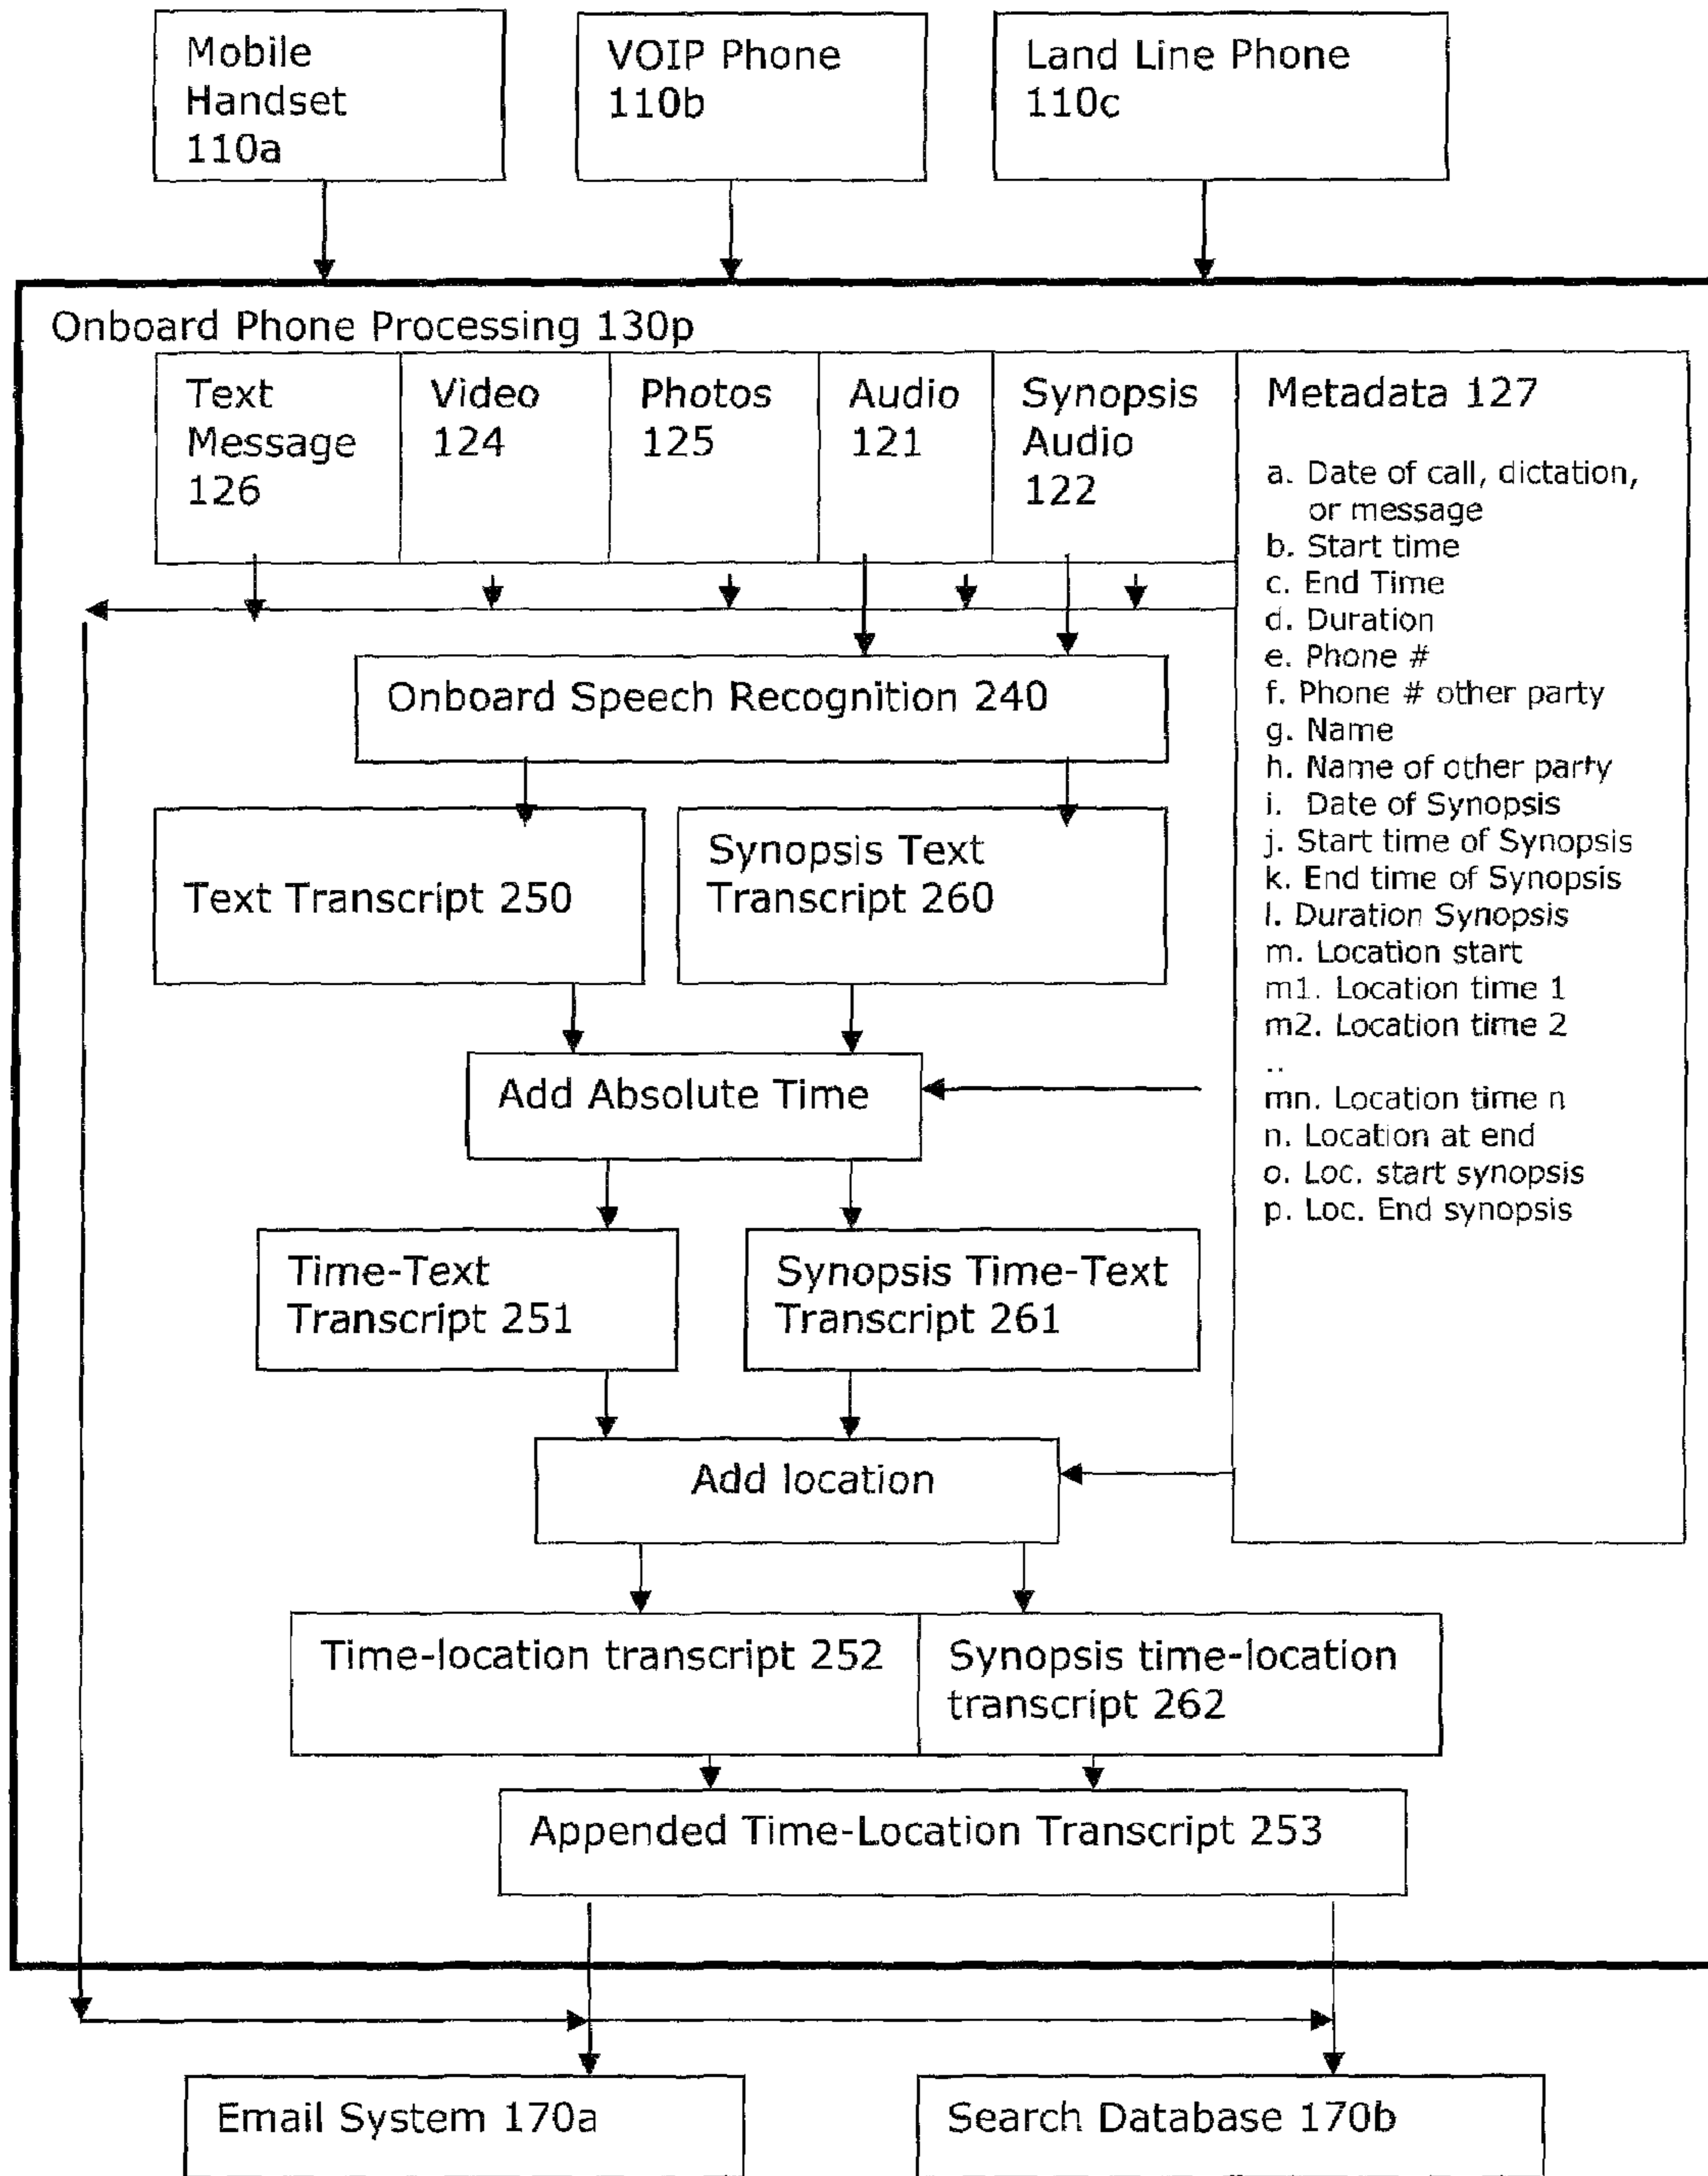 Mobile
Handset
110a
VOIP Phone
110b
Land Line Phone
110c
Onboard Phone Processing 130p
Text
Message
126
Video
124
Photos
125
Audio
121
Synopsis
Audio
122
Metadata 127
a. Date of call, dictation,
or message
b. Start time
c. End Time
d. Duration
e. Phone #
f. Phone # other party
g. Name
h. Name of other party
i. Date of Synopsis
j. Start time of Synopsis
k. End time of Synopsis
l. Duration Synopsis
m. Location start
m1. Location time 1
m2. Location time 2
..
mn. Location time n
n. Location at end
o. Loc. start synopsis
p. Loc. End synopsis
Onboard Speech Recognition 240
Text Transcript 250
Synopsis Text
Transcript 260
Add Absolute Time
Time-Text
Transcript 251
Synopsis Time-Text
Transcript 261
Add location
Time-location transcript 252
Synopsis time-location
transcript 262
Appended Time-Location Transcript 253
Email System 170a
Search Database 170b